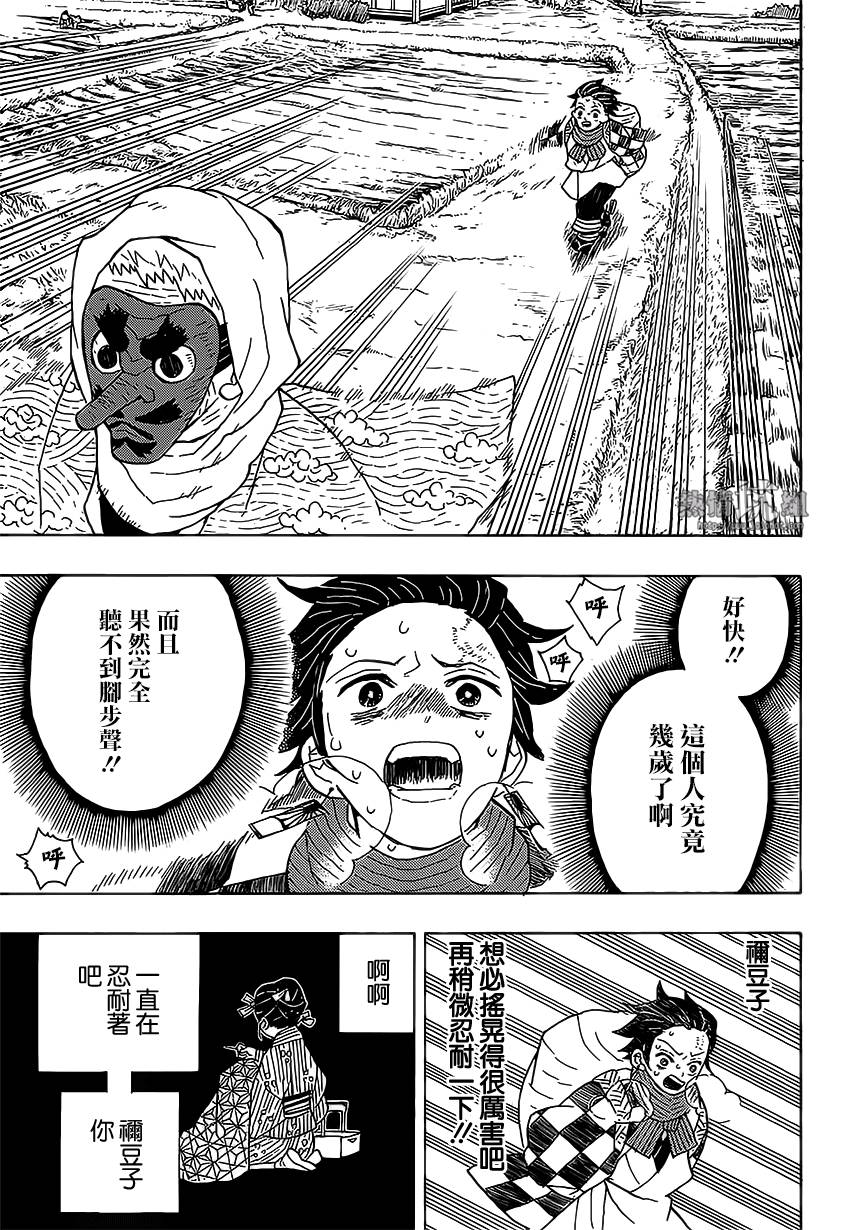 好快!!
這個人究竟
幾歲了啊
呼
呼
而且
果然完全
聽不到腳步聲!!
呼
禰豆子
想必搖晃得很厲害吧
再稍微忍耐一下!!
啊啊
一直在
忍耐著
吧
禰豆子
你